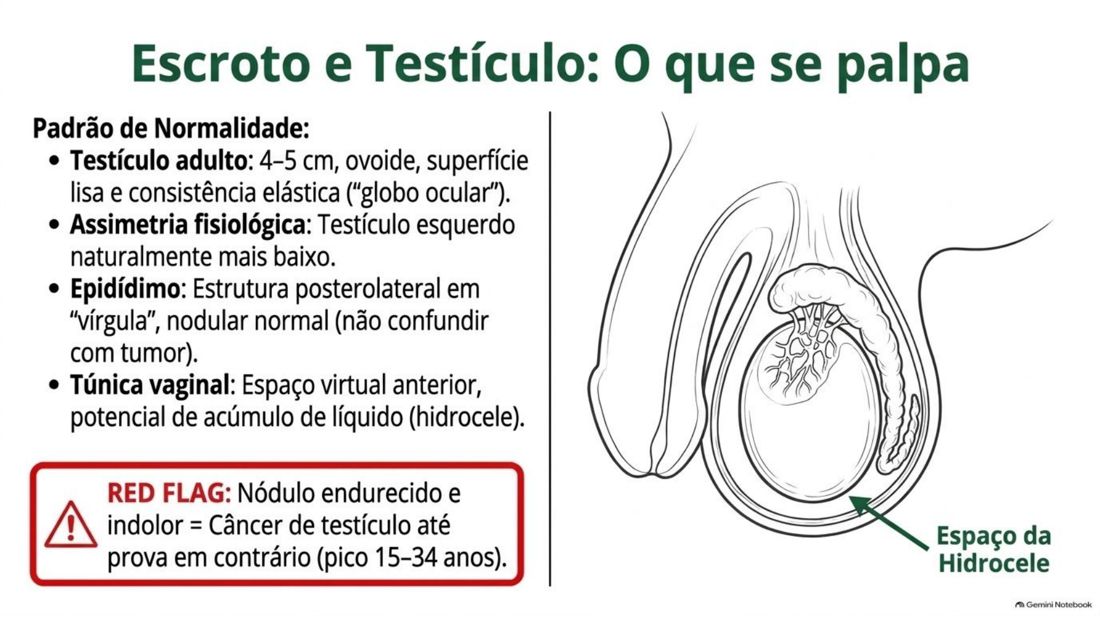 Escroto e Testículo: O que se palpa
Padrão de Normalidade:
• Testículo adulto: 4–5 cm, ovoide, superfície
lisa e consistência elástica (“globo ocular”).
• Assimetria fisiológica: Testículo esquerdo
naturalmente mais baixo.
• Epidídimo: Estrutura posterolateral em
“vírgula”, nodular normal (não confundir
com tumor).
• Túnica vaginal: Espaço virtual anterior,
potencial de acúmulo de líquido (hidrocele).
RED FLAG: Nódulo endurecido e
indolor = Câncer de testículo até
prova em contrário (pico 15–34 anos).
Espaço da
Hidrocele
Gemini Notebook